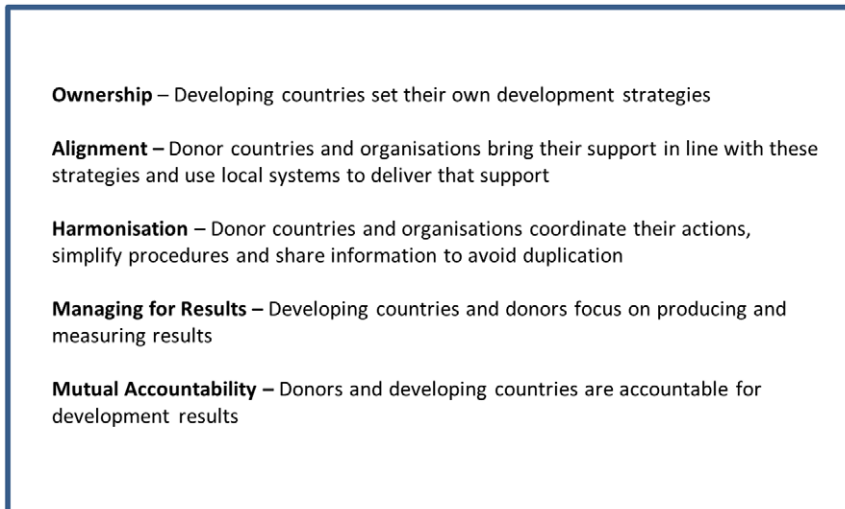 Ownership – Developing countries set their own development strategies
Alignment – Donor countries and organisations bring their support in line with these
strategies and use local systems to deliver that support
Harmonisation – Donor countries and organisations coordinate their actions,
simplify procedures and share information to avoid duplication
Managing for Results – Developing countries and donors focus on producing and
measuring results
Mutual Accountability – Donors and developing countries are accountable for
development results